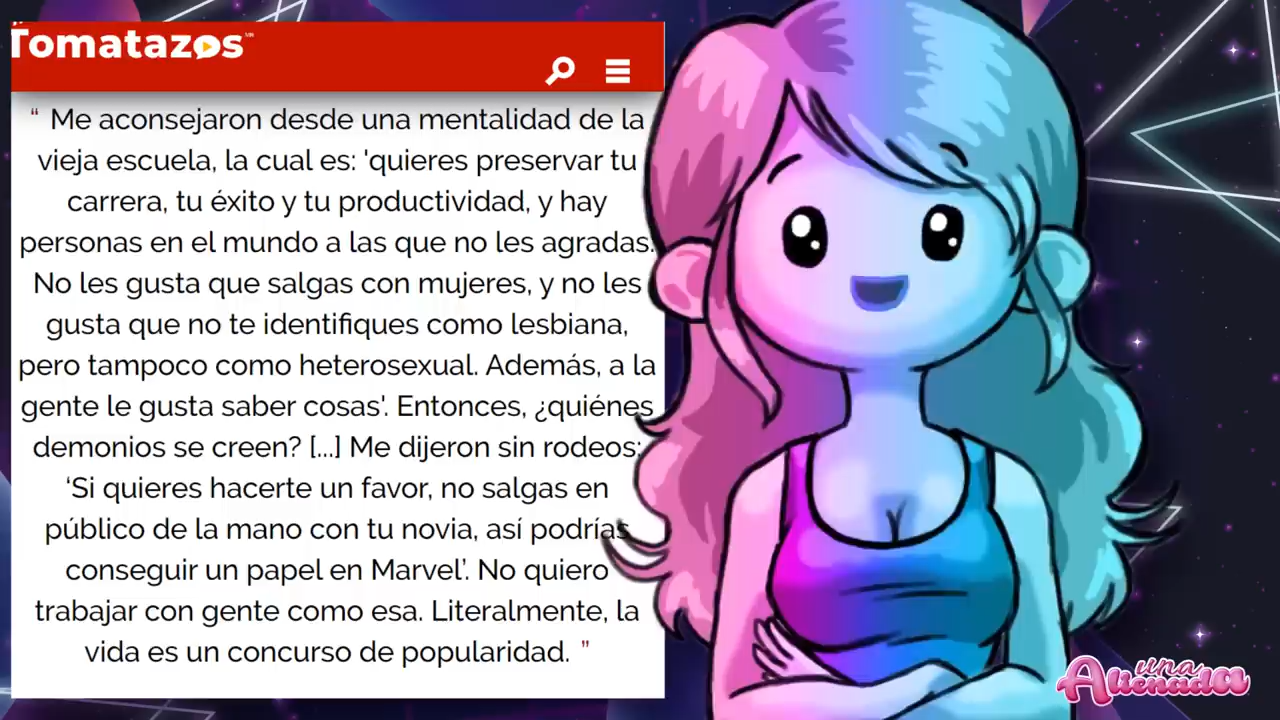 Tomatazos
“ Me aconsejaron desde una mentalidad de la
vieja escuela, la cual es: 'quieres preservar tu
carrera, tu éxito y tu productividad, y hay
personas en el mundo a las que no les agradas.
No les gusta que salgas con mujeres, y no les
gusta que no te identifiques como lesbiana,
pero tampoco como heterosexual. Además, a la
gente le gusta saber cosas'. Entonces, ¿quiénes
demonios se creen? [...] Me dijeron sin rodeos:
‘Si quieres hacerte un favor, no salgas en
público de la mano con tu novia, así podrías
conseguir un papel en Marvel’. No quiero
trabajar con gente como esa. Literalmente, la
vida es un concurso de popularidad. ”
una
Alienada